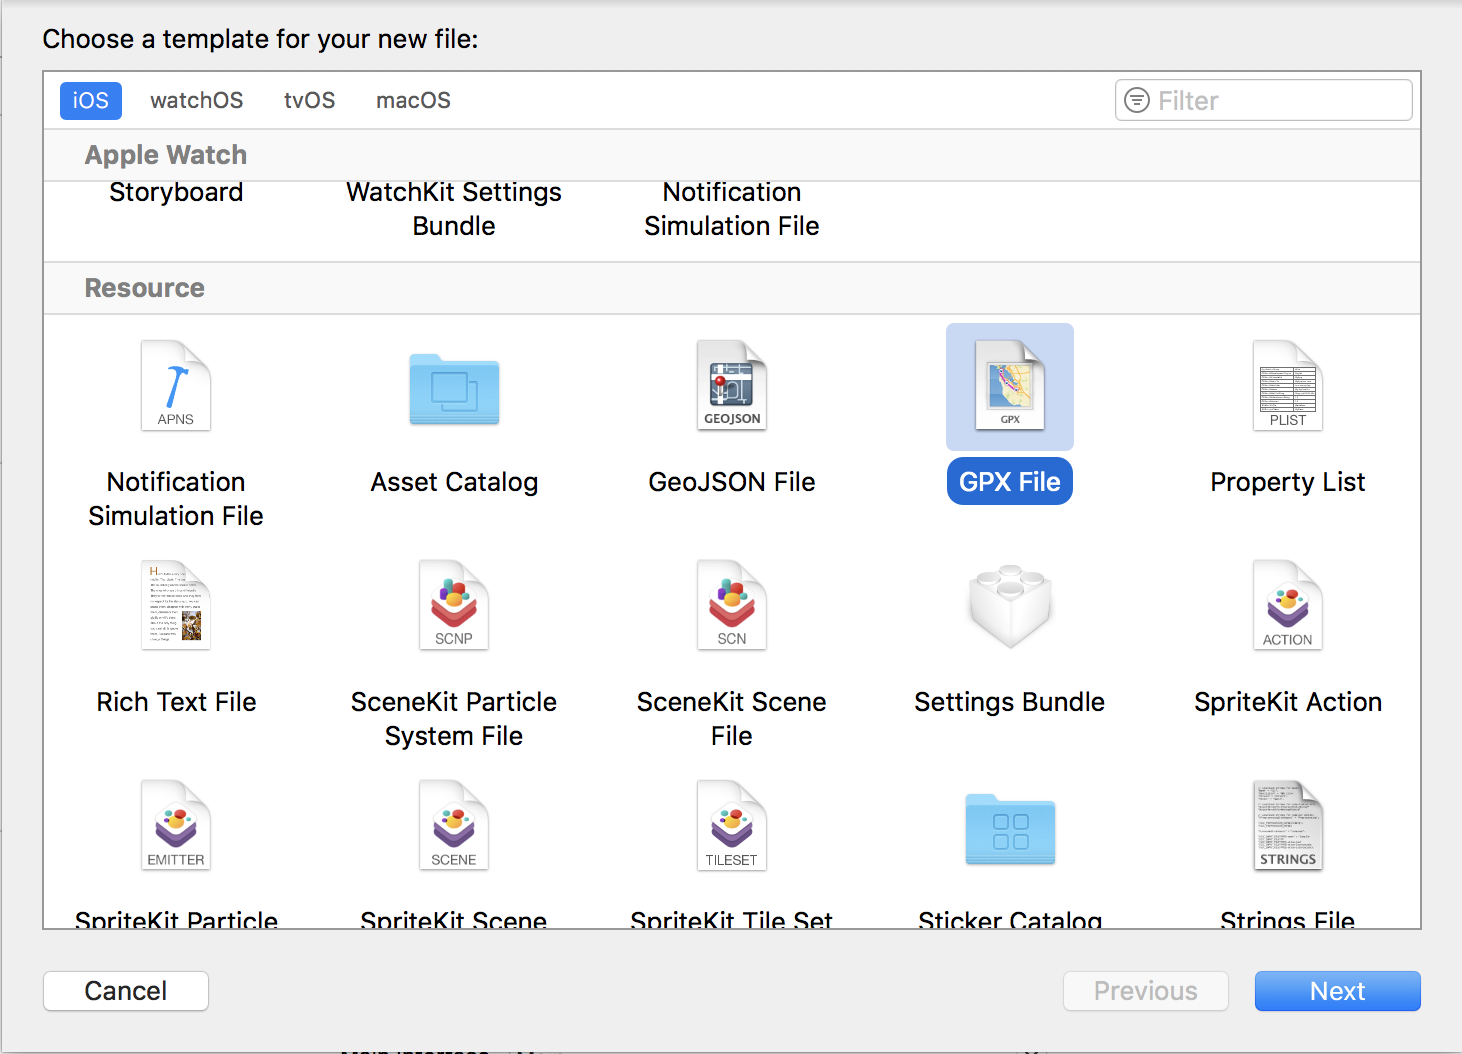 Choose a template for your new file:
iOS watchOS tvOS macOS Filter
Apple Watch
Storyboard WatchKit Settings Notification
Bundle Simulation File
Resource
APNS GEOJSON GPX PLIST
Notification Asset Catalog GeoJSON File GPX File Property List
Simulation File
SCNP SCN ACTION
Rich Text File SceneKit Particle SceneKit Scene Settings Bundle SpriteKit Action
System File File
EMITTER SCENE TILESET STRINGS
SpriteKit Particle SpriteKit Scene SpriteKit Tile Set Sticker Catalog Strings File
Cancel Previous Next
Main Interface